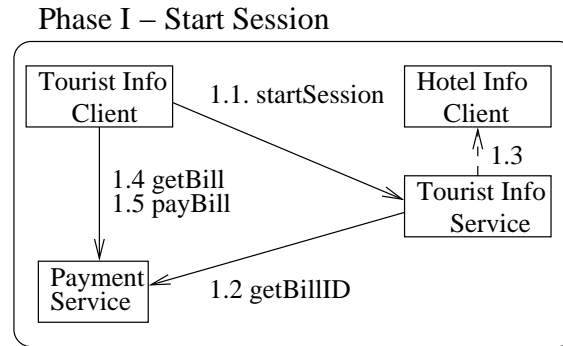 Phase I – Start Session
Tourist Info
Client
1.1. startSession
Hotel Info
Client
1.3
1.4 getBill
1.5 payBill
Tourist Info
Service
Payment
Service
1.2 getBillID